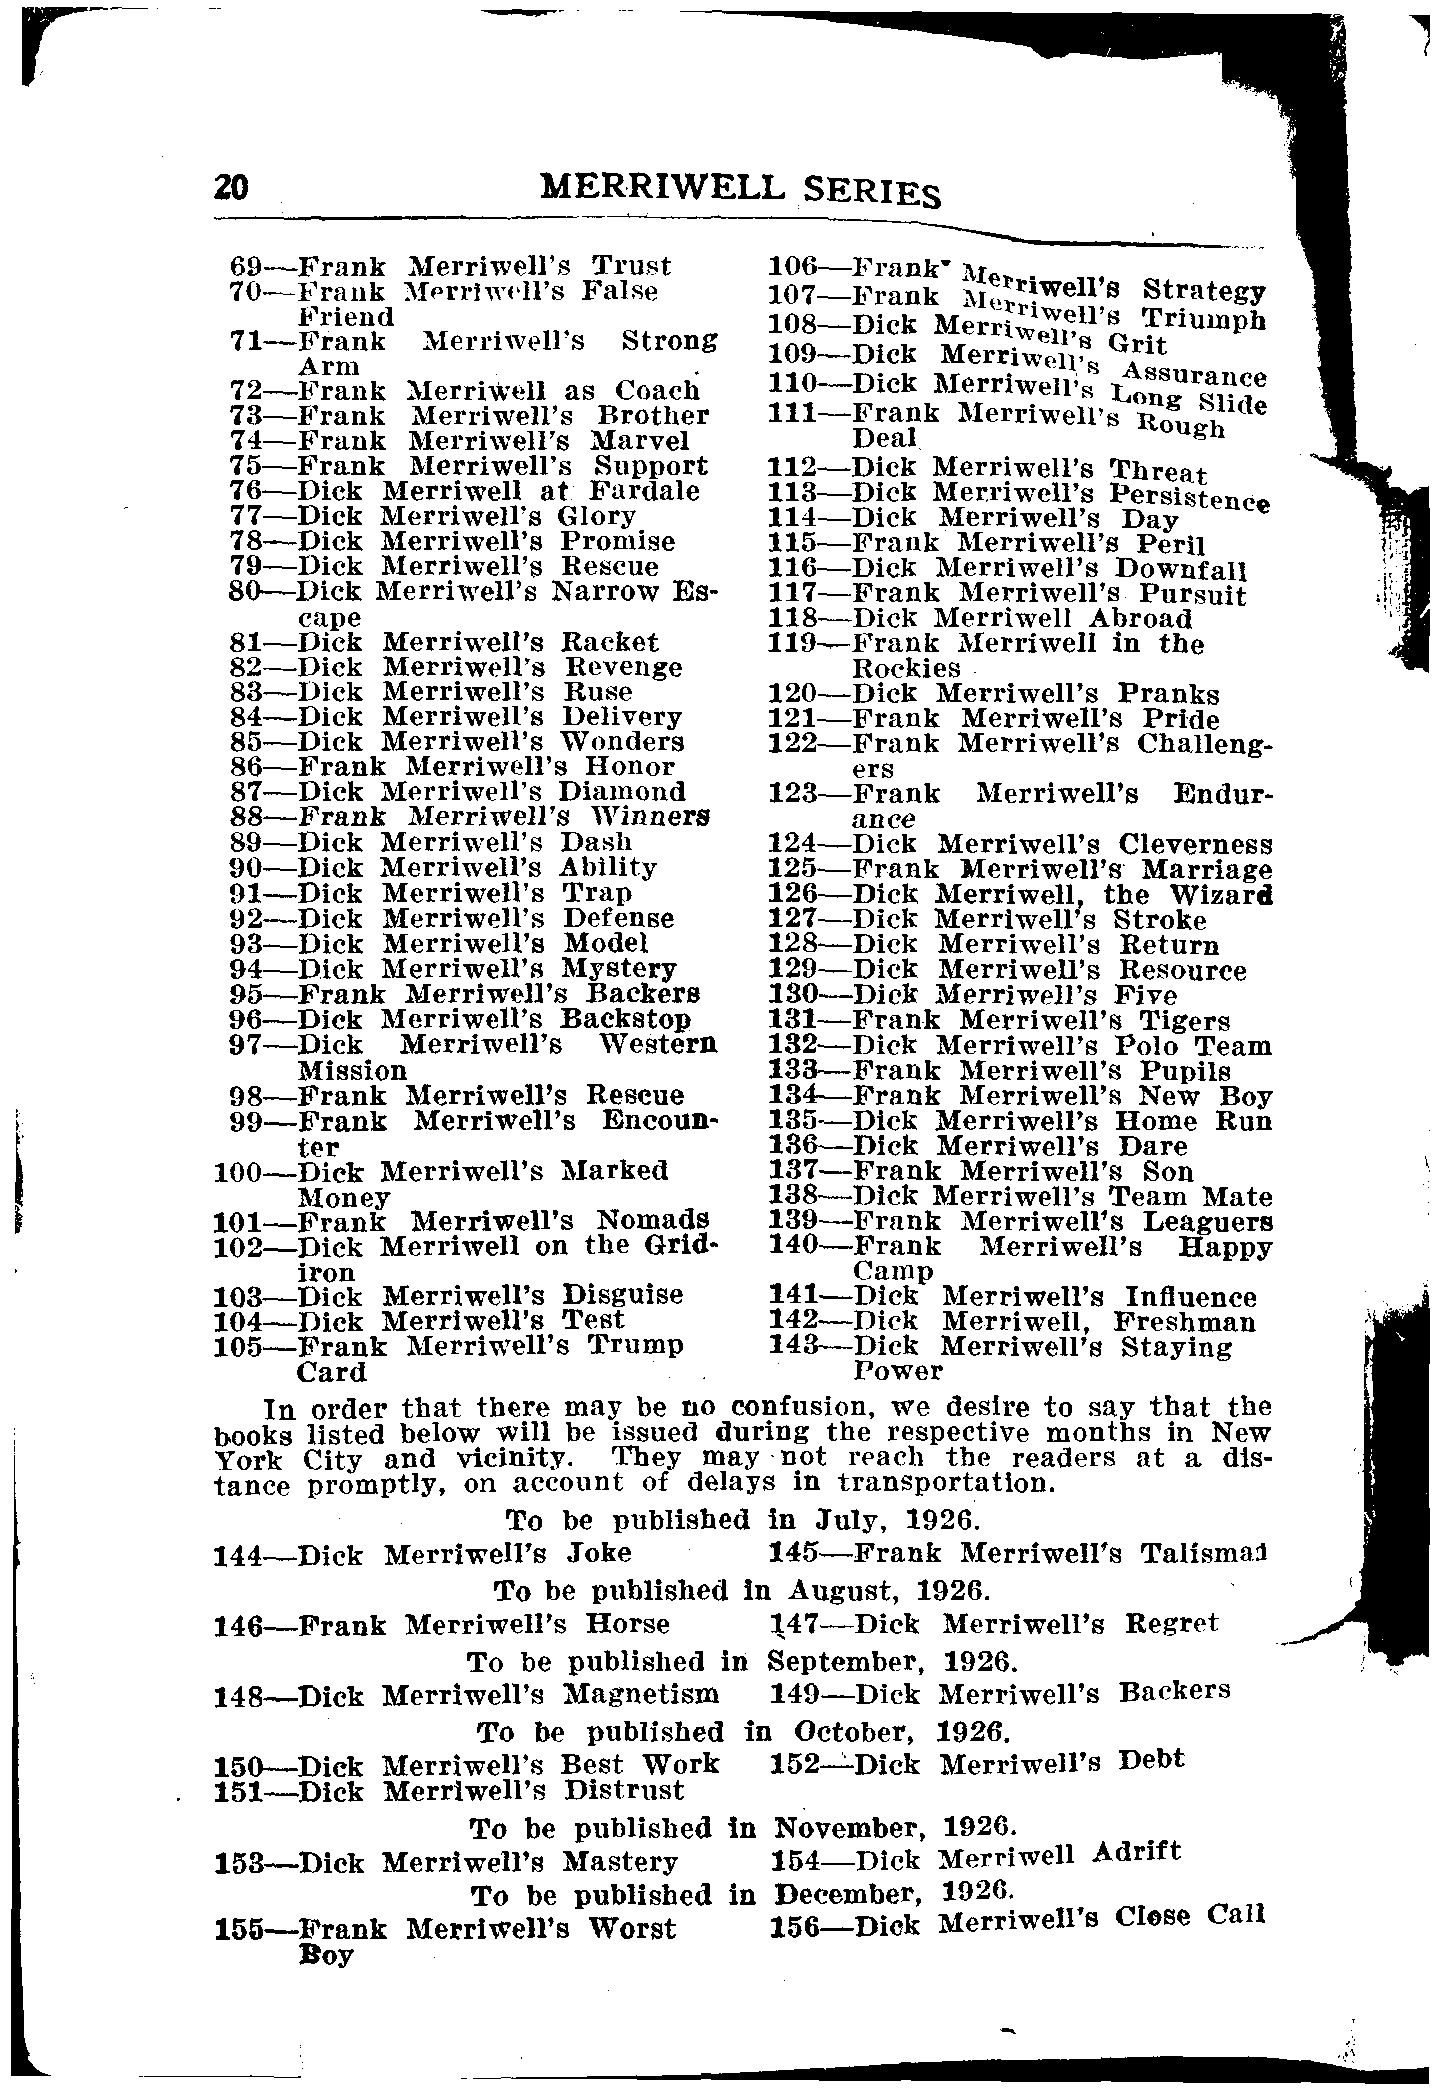 20 MERRIWELL SERIES
69—Frank Merriwell's Trust
70—Frank Merriwell's False
Friend
71—Frank Merriwell's Strong
Arm
72—Frank Merriwell as Coach
73—Frank Merriwell's Brother
74—Frank Merriwell's Marvel
75—Frank Merriwell's Support
76—Dick Merriwell at Fardale
77—Dick Merriwell's Glory
78—Dick Merriwell's Promise
79—Dick Merriwell's Rescue
80—Dick Merriwell's Narrow Es-
cape
81—Dick Merriwell's Racket
82—Dick Merriwell's Revenge
83—Dick Merriwell's Ruse
84—Dick Merriwell's Delivery
85—Dick Merriwell's Wonders
86—Frank Merriwell's Honor
87—Dick Merriwell's Diamond
88—Frank Merriwell's Winners
89—Dick Merriwell's Dash
90—Dick Merriwell's Ability
91—Dick Merriwell's Trap
92—Dick Merriwell's Defense
93—Dick Merriwell's Model
94—Dick Merriwell's Mystery
95—Frank Merriwell's Backers
96—Dick Merriwell's Backstop
97—Dick Merriwell's Western
Mission
98—Frank Merriwell's Rescue
99—Frank Merriwell's Encoun-
ter
100—Dick Merriwell's Marked
Money
101—Frank Merriwell's Nomads
102—Dick Merriwell on the Grid-
iron
103—Dick Merriwell's Disguise
104—Dick Merriwell's Test
105—Frank Merriwell's Trump
Card
106—Frank Merriwell's Strategy
107—Frank Merriwell's Triumph
108—Dick Merriwell's Grit
109—Dick Merriwell's Assurance
110—Dick Merriwell's Long Slide
111—Frank Merriwell's Rough
Deal
112—Dick Merriwell's Threat
113—Dick Merriwell's Persistence
114—Dick Merriwell's Day
115—Frank Merriwell's Peril
116—Dick Merriwell's Downfall
117—Frank Merriwell's Pursuit
118—Dick Merriwell Abroad
119—Frank Merriwell in the
Rockies
120—Dick Merriwell's Pranks
121—Frank Merriwell's Pride
122—Frank Merriwell's Challeng-
ers
123—Frank Merriwell's Endur-
ance
124—Dick Merriwell's Cleverness
125—Frank Merriwell's Marriage
126—Dick Merriwell, the Wizard
127—Dick Merriwell's Stroke
128—Dick Merriwell's Return
129—Dick Merriwell's Resource
130—Dick Merriwell's Five
131—Frank Merriwell's Tigers
132—Dick Merriwell's Polo Team
133—Frank Merriwell's Pupils
134—Frank Merriwell's New Boy
135—Dick Merriwell's Home Run
136—Dick Merriwell's Dare
137—Frank Merriwell's Son
138—Dick Merriwell's Team Mate
139—Frank Merriwell's Leaguers
140—Frank Merriwell's Happy
Camp
141—Dick Merriwell's Influence
142—Dick Merriwell, Freshman
143—Dick Merriwell's Staying
Power
In order that there may be no confusion, we desire to say that the
books listed below will be issued during the respective months in New
York City and vicinity. They may not reach the readers at a dis-
tance promptly, on account of delays in transportation.
To be published in July, 1926.
144—Dick Merriwell's Joke 145—Frank Merriwell's Talisman
To be published in August, 1926.
146—Frank Merriwell's Horse 147—Dick Merriwell's Regret
To be published in September, 1926.
148—Dick Merriwell's Magnetism 149—Dick Merriwell's Backers
To be published in October, 1926.
150—Dick Merriwell's Best Work 152—Dick Merriwell's Debt
151—Dick Merriwell's Distrust
To be published in November, 1926.
153—Dick Merriwell's Mastery 154—Dick Merriwell Adrift
To be published in December, 1926.
155—Frank Merriwell's Worst 156—Dick Merriwell's Close Call
Boy